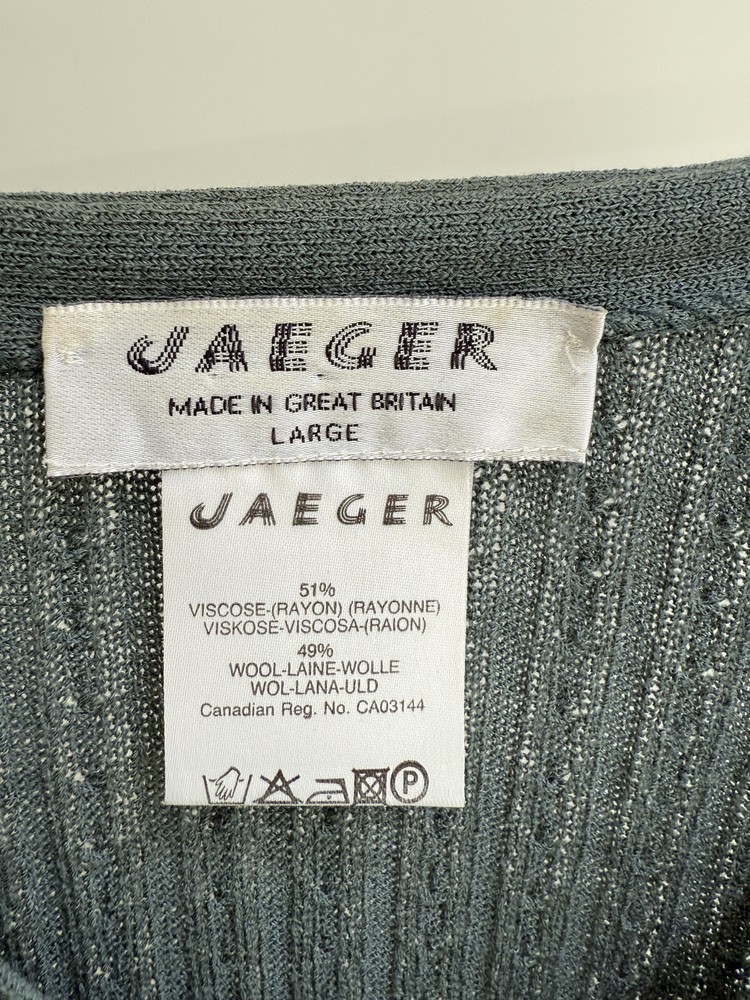 JAEGER
MADE IN GREAT BRITAIN
LARGE
JAEGER
51%
VISCOSE-(RAYON) (RAYONNE)
VISKOSE-VISCOSA-(RAION)
49%
WOOL-LAINE-WOLLE
WOL-LANA-ULD
Canadian Reg. No. CA03144
P